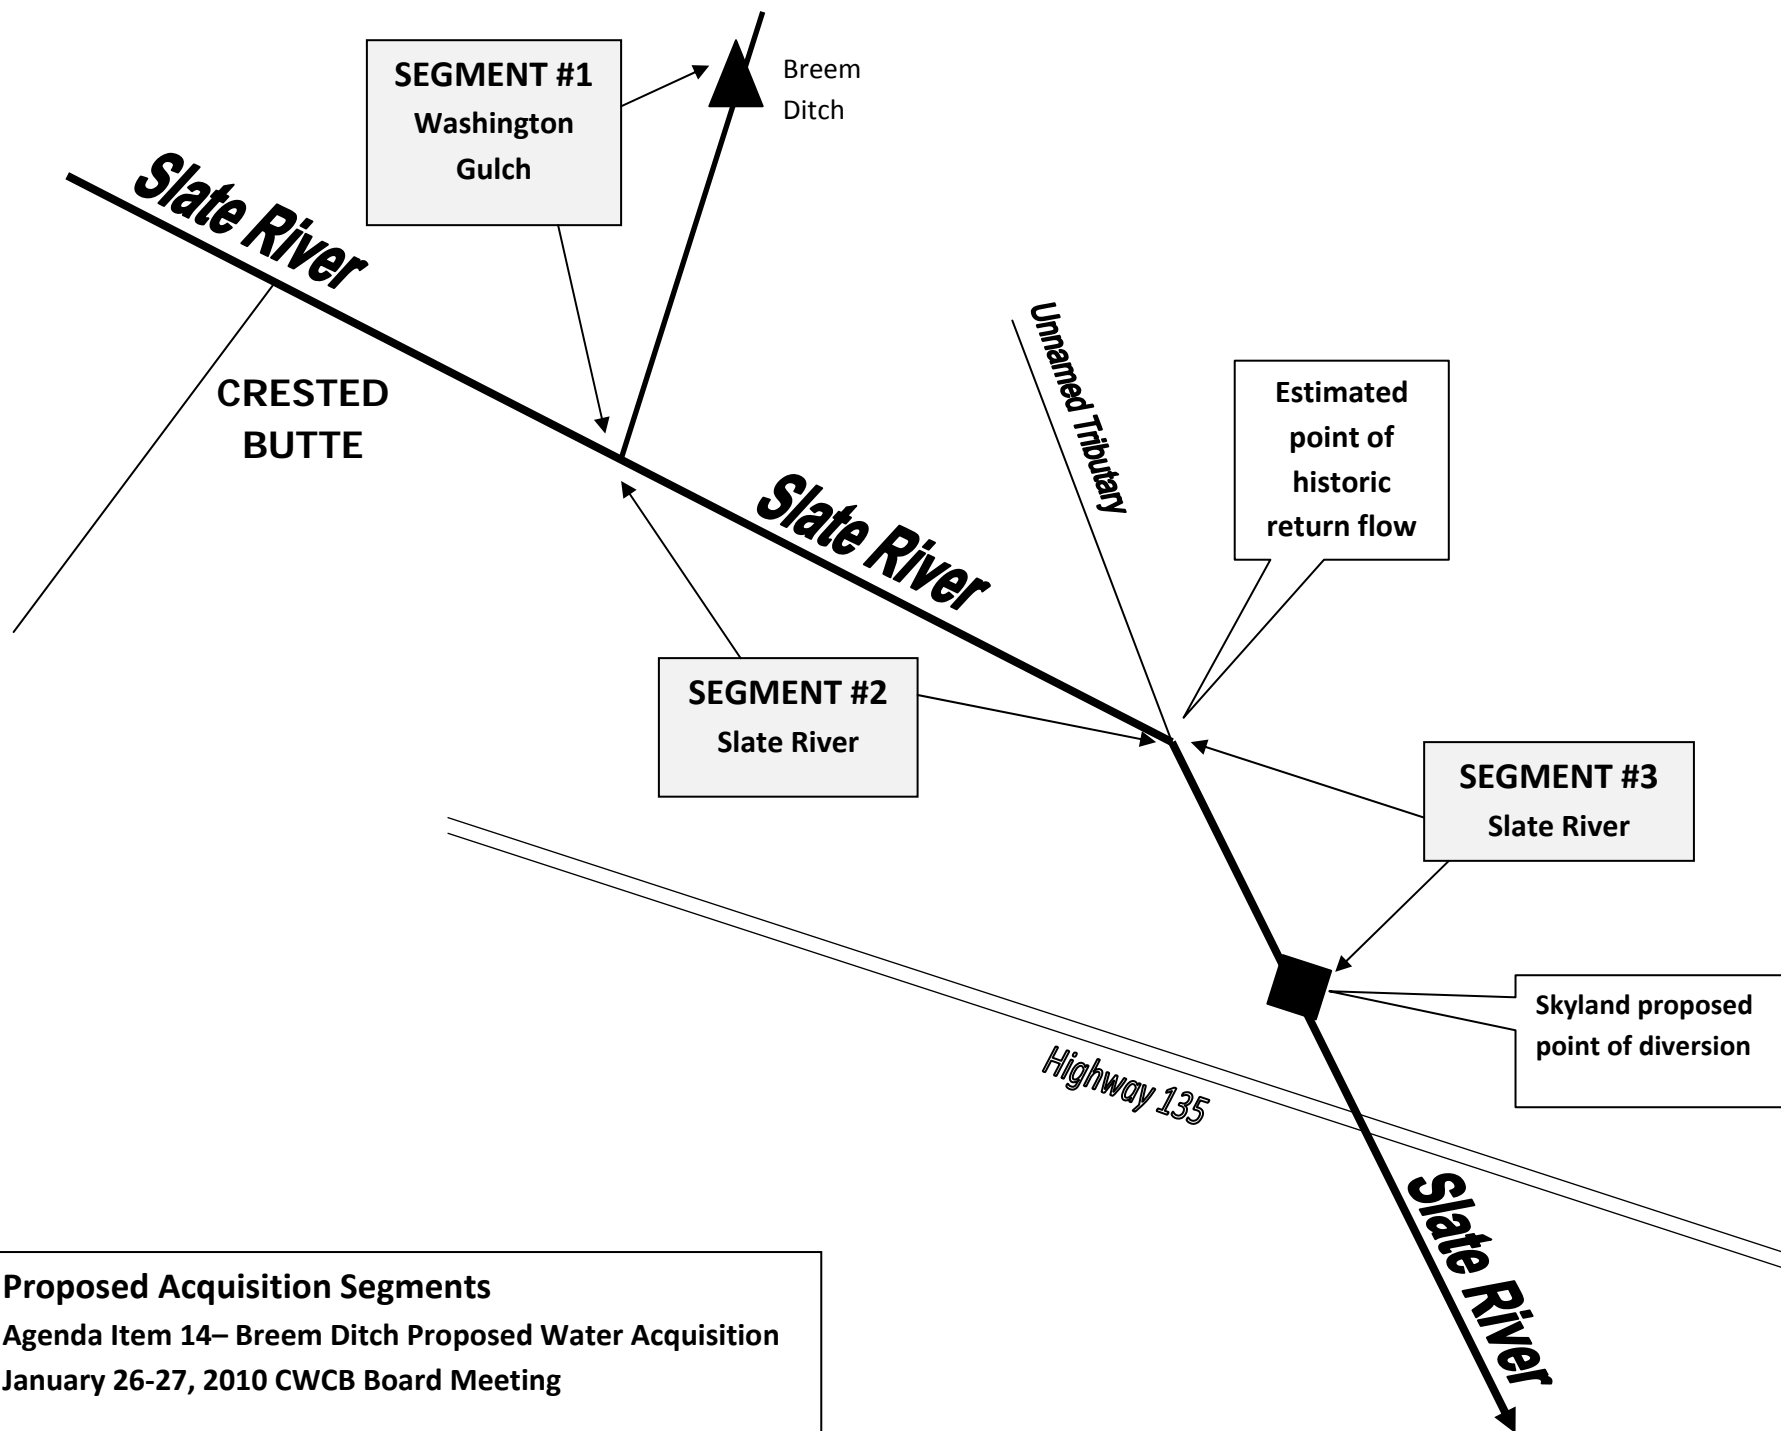 SEGMENT #1
Washington
Gulch
Breem
Ditch
Slate River
CRESTED
BUTTE
Unnamed Tributary
Estimated
point of
historic
return flow
Slate River
SEGMENT #2
Slate River
SEGMENT #3
Slate River
Skyland proposed
point of diversion
Highway 135
Slate River
Proposed Acquisition Segments
Agenda Item 14– Breem Ditch Proposed Water Acquisition
January 26-27, 2010 CWCB Board Meeting